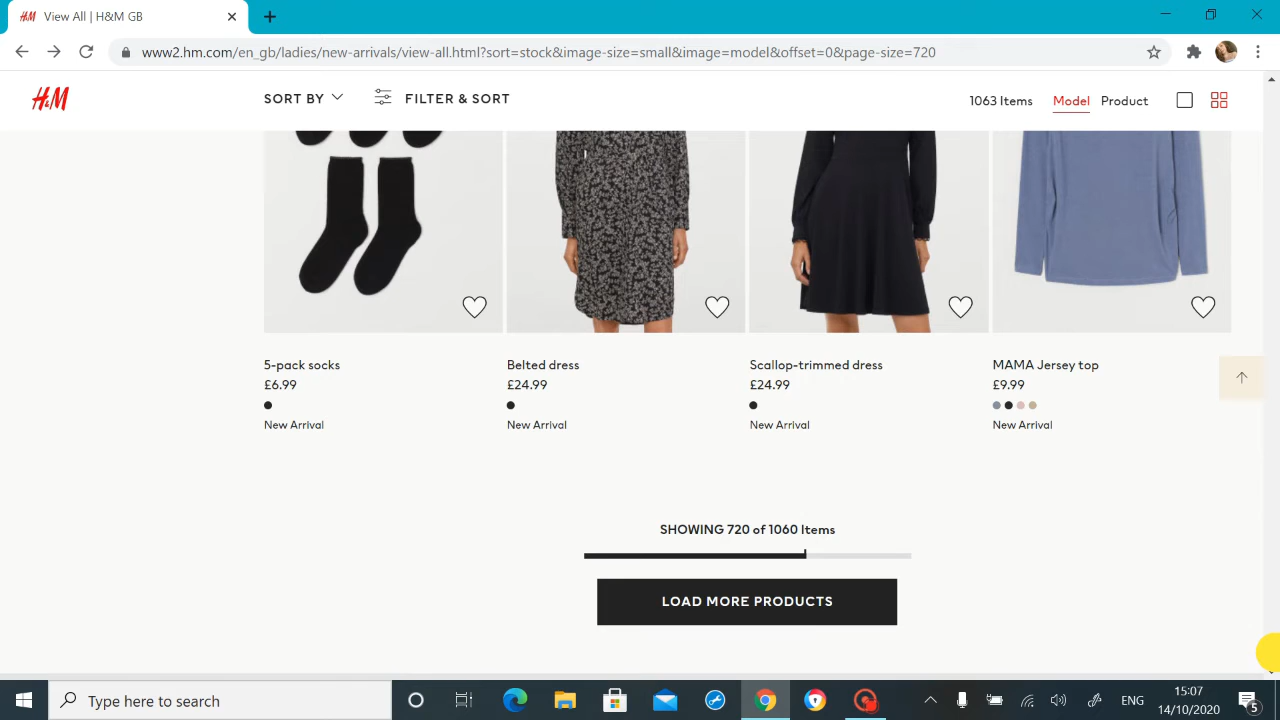 View All | H&M GB
www2.hm.com/en_gb/ladies/new-arrivals/view-all.html?sort=stock&image-size=small&image=model&offset=0&page-size=720
H&M
SORT BY
FILTER & SORT
1063 Items
Model
Product
5-pack socks
£6.99
New Arrival
Belted dress
£24.99
New Arrival
Scallop-trimmed dress
£24.99
New Arrival
MAMA Jersey top
£9.99
New Arrival
SHOWING 720 of 1060 Items
LOAD MORE PRODUCTS
Type here to search
ENG
15:07
14/10/2020
5